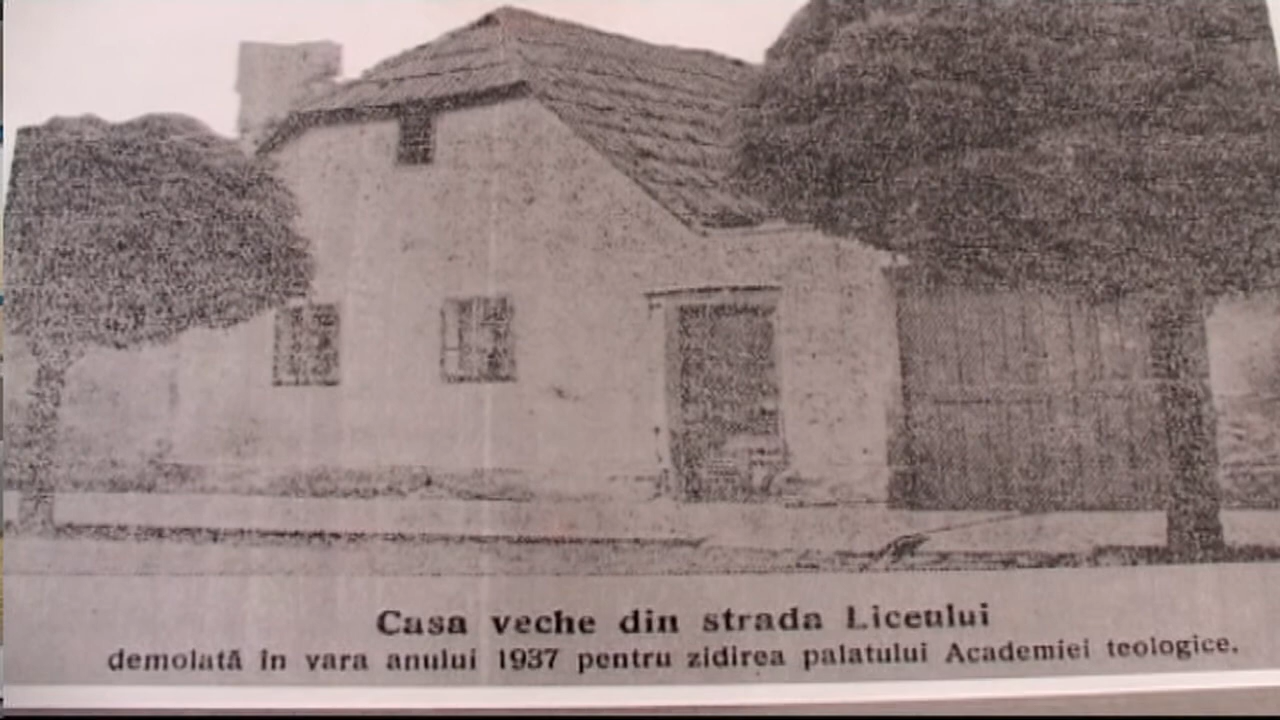 Casa veche din strada Liceului
demolată în vara anului 1937 pentru zidirea palatului Academiei teologice.